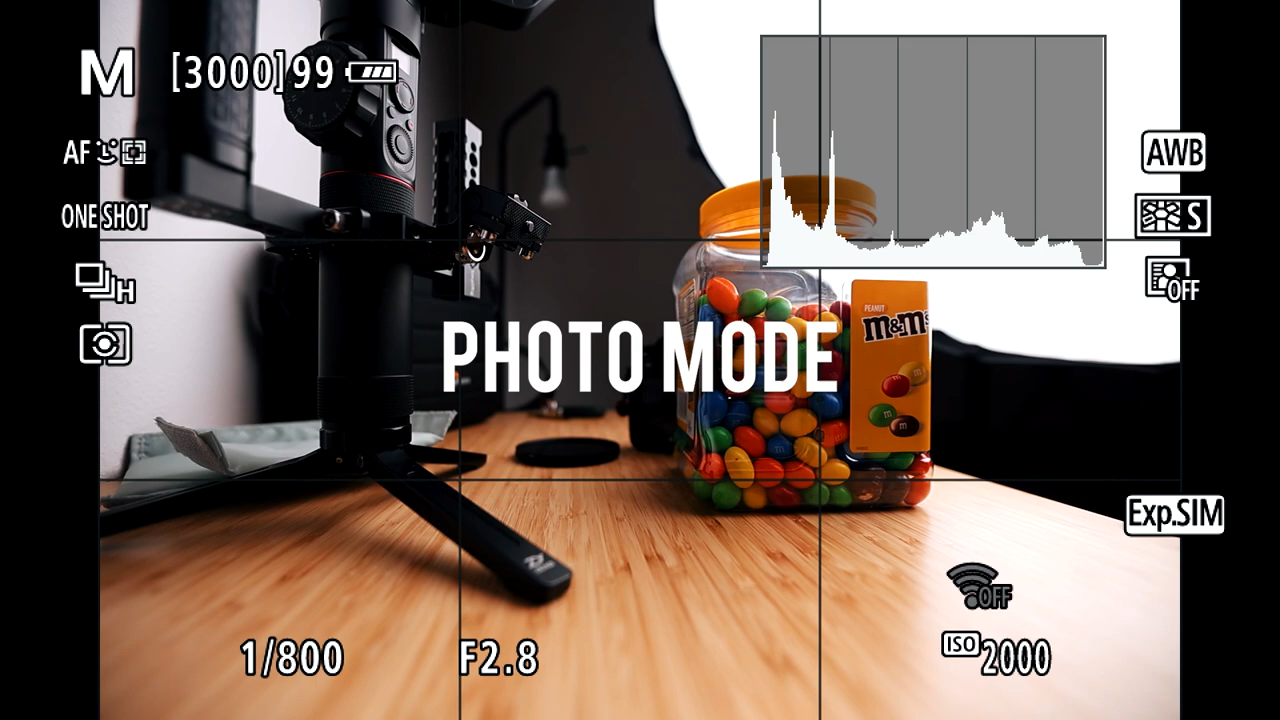 M [3000]99
AF
AWB
ONE SHOT
S
H
OFF
PEANUT
m&m's
PHOTO MODE
m
m
m
m
Exp.SIM
OFF
1/800 F2.8 ISO 2000